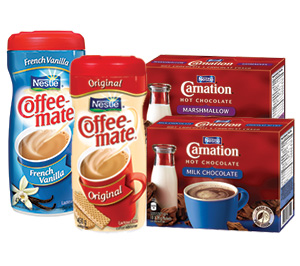 French Vanilla
Nestlé
Coffee-
mate
French
Vanilla
Original
Nestlé
Coffee-
mate
Original
450 g
Nestlé
Carnation
HOT CHOCOLATE
MARSHMALLOW
Nestlé
Carnation
HOT CHOCOLATE
MILK CHOCOLATE